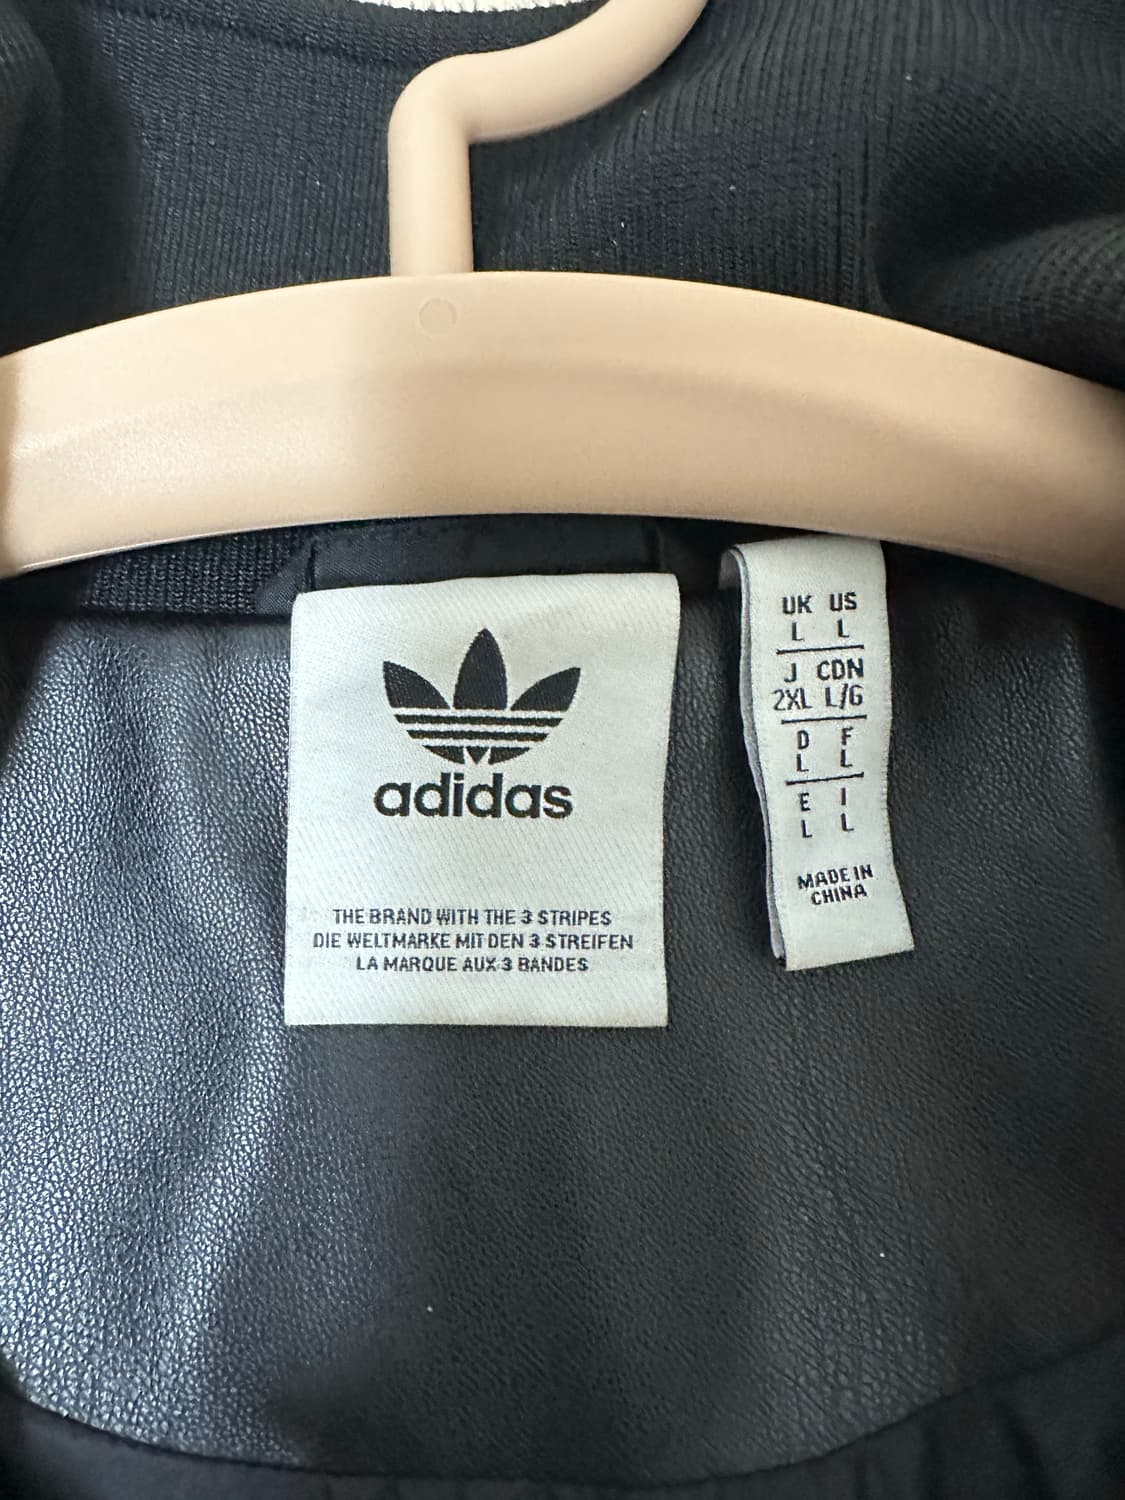 adidas
THE BRAND WITH THE 3 STRIPES
DIE WELTMARKE MIT DEN 3 STREIFEN
LA MARQUE AUX 3 BANDES
UK US
L L
J CDN
2XL L/G
D F
L L
E I
L L
MADE IN
CHINA